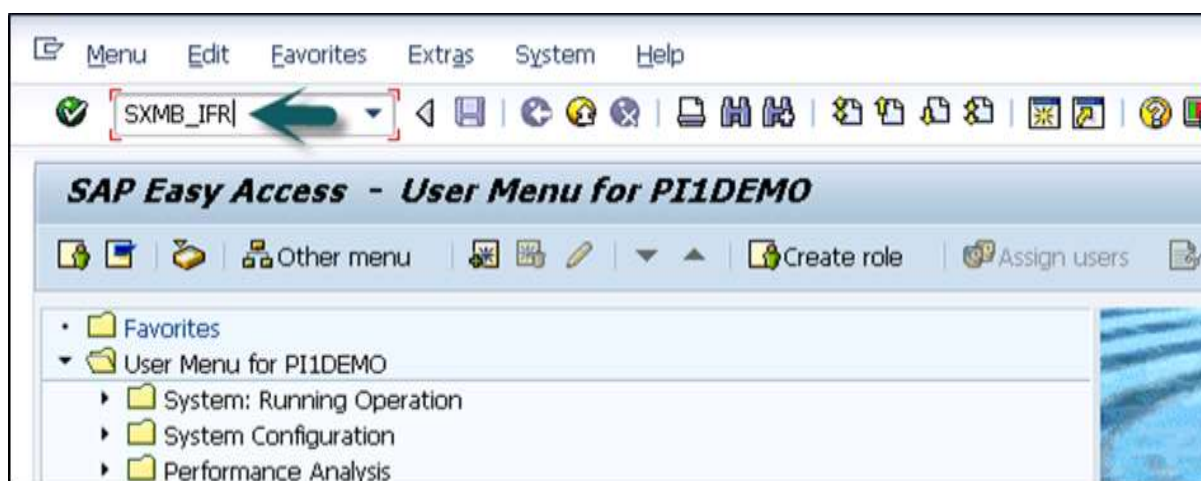 Menu Edit Favorites Extras System Help
SXMB_IFR
SAP Easy Access - User Menu for PI1DEMO
Other menu Create role Assign users
Favorites
User Menu for PI1DEMO
System: Running Operation
System Configuration
Performance Analysis